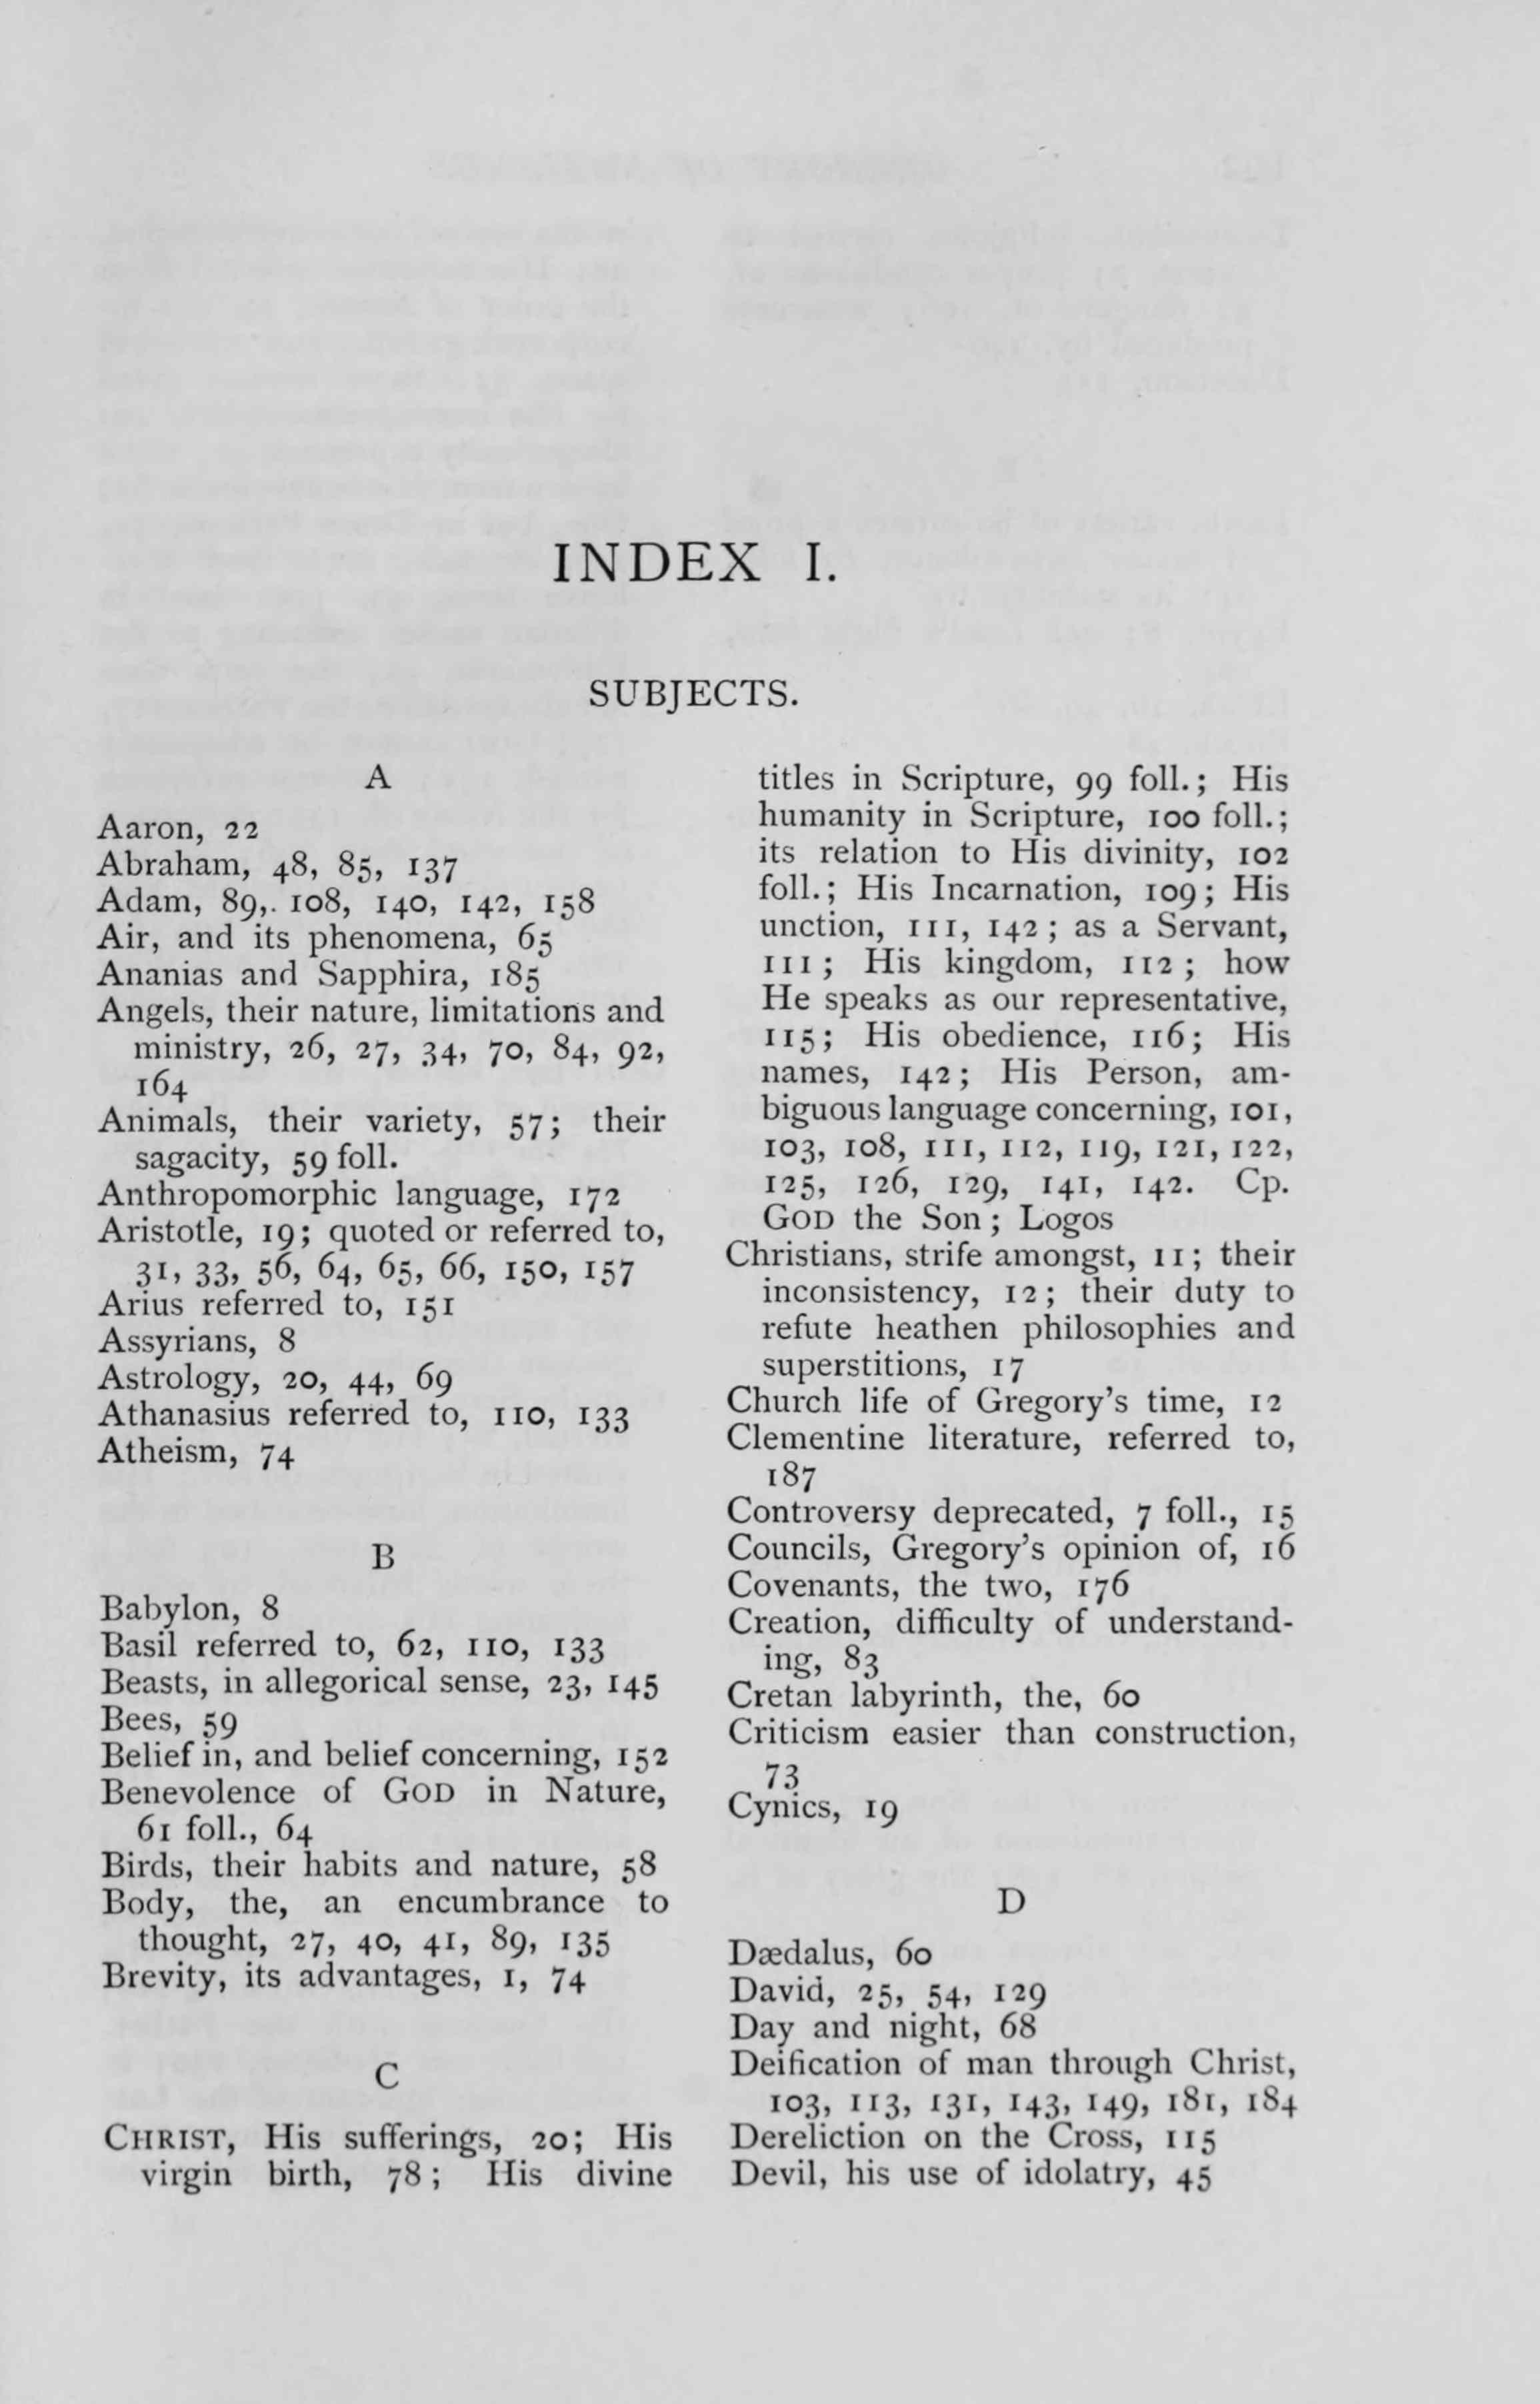 INDEX I.
SUBJECTS.
A
Aaron, 22
Abraham, 48, 85, 137
Adam, 89,. 108, 140, 142, 158
Air, and its phenomena, 65
Ananias and Sapphira, 185
Angels, their nature, limitations and
ministry, 26, 27, 34, 70, 84, 92,
164
Animals, their variety, 57; their
sagacity, 59 foll.
Anthropomorphic language, 172
Aristotle, 19; quoted or referred to,
31, 33, 56, 64, 65, 66, 150, 157
Arius referred to, 151
Assyrians, 8
Astrology, 20, 44, 69
Athanasius referred to, 110, 133
Atheism, 74
B
Babylon, 8
Basil referred to, 62, 110, 133
Beasts, in allegorical sense, 23, 145
Bees, 59
Belief in, and belief concerning, 152
Benevolence of GOD in Nature,
61 foll., 64
Birds, their habits and nature, 58
Body, the, an encumbrance to
thought, 27, 40, 41, 89, 135
Brevity, its advantages, 1, 74
C
CHRIST, His sufferings, 20; His
virgin birth, 78; His divine
titles in Scripture, 99 foll.; His
humanity in Scripture, 100 foll.;
its relation to His divinity, 102
foll.; His Incarnation, 109; His
unction, 111, 142; as a Servant,
111; His kingdom, 112; how
He speaks as our representative,
115; His obedience, 116; His
names, 142; His Person, am-
biguous language concerning, 101,
103, 108, 111, 112, 119, 121, 122,
125, 126, 129, 141, 142. Cp.
GOD the Son; Logos
Christians, strife amongst, 11; their
inconsistency, 12; their duty to
refute heathen philosophies and
superstitions, 17
Church life of Gregory's time, 12
Clementine literature, referred to,
187
Controversy deprecated, 7 foll., 15
Councils, Gregory's opinion of, 16
Covenants, the two, 176
Creation, difficulty of understand-
ing, 83
Cretan labyrinth, the, 60
Criticism easier than construction,
73
Cynics, 19
D
Dædalus, 60
David, 25, 54, 129
Day and night, 68
Deification of man through Christ,
103, 113, 131, 143, 149, 181, 184
Dereliction on the Cross, 115
Devil, his use of idolatry, 45